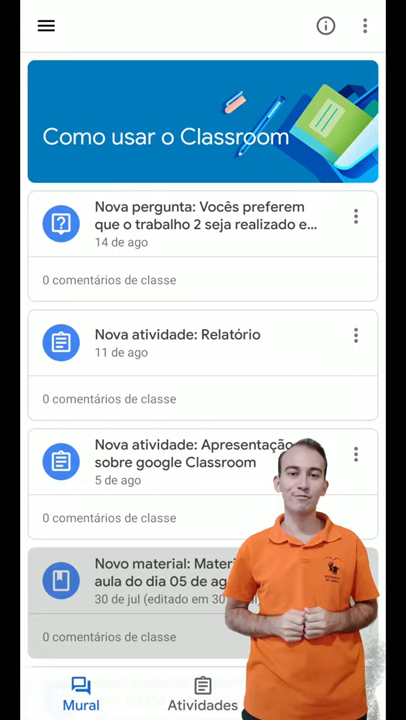 Como usar o Classroom
Nova pergunta: Vocês preferem
que o trabalho 2 seja realizado e...
14 de ago
0 comentários de classe
Nova atividade: Relatório
11 de ago
0 comentários de classe
Nova atividade: Apresentação
sobre google Classroom
5 de ago
0 comentários de classe
Novo material: Materi
aula do dia 05 de ag
30 de jul (editado em 30
0 comentários de classe
Mural
Atividades